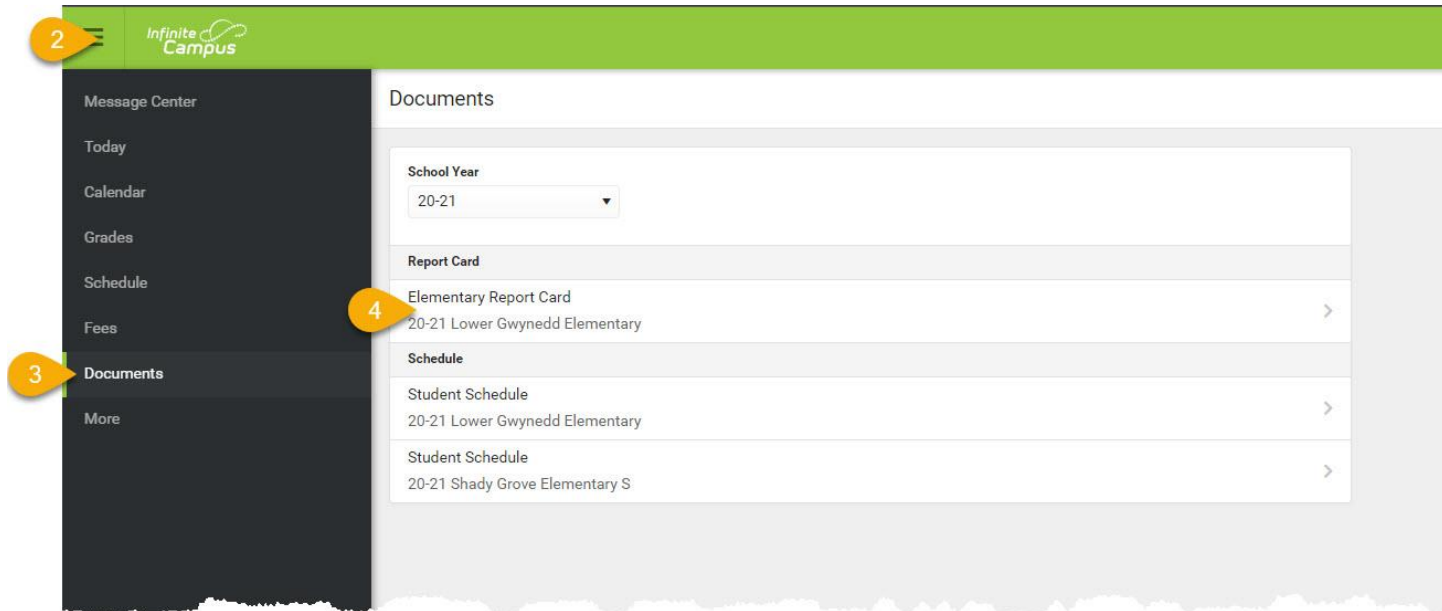 2
Infinite
Campus
Message Center
Today
Calendar
Grades
Schedule
Fees
3
Documents
More
Documents
School Year
20-21
Report Card
4
Elementary Report Card
20-21 Lower Gwynedd Elementary
Schedule
Student Schedule
20-21 Lower Gwynedd Elementary
Student Schedule
20-21 Shady Grove Elementary S